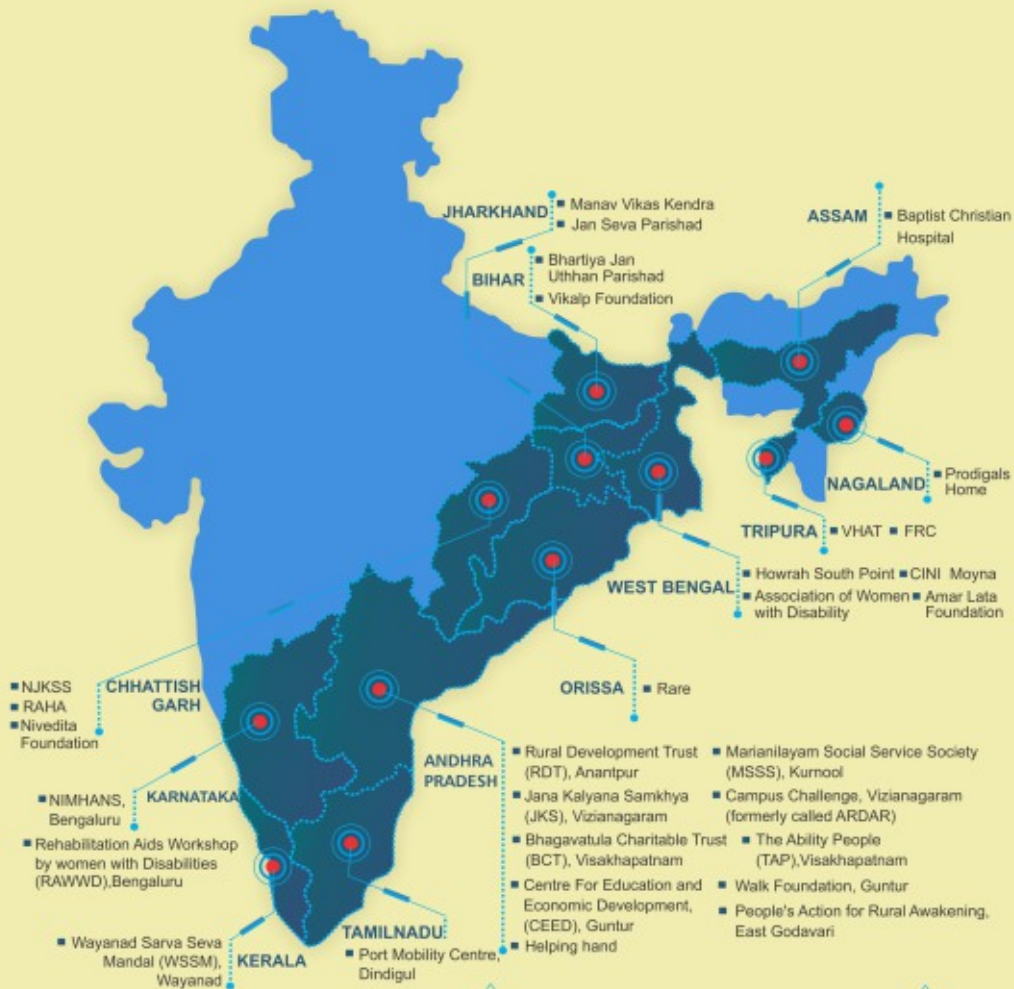 JHARKHAND
■ Manav Vikas Kendra
■ Jan Seva Parishad
BIHAR
■ Bhartiya Jan
Uthhan Parishad
■ Vikalp Foundation
ASSAM
■ Baptist Christian
Hospital
NAGALAND
■ Prodigals
Home
TRIPURA
■ VHAT ■ FRC
WEST BENGAL
■ Howrah South Point ■ CINI Moyna
■ Association of Women
with Disability
■ Amar Lata
Foundation
ORISSA
■ Rare
CHHATTISH
GARH
■ NJKSS
■ RAHA
■ Nivedita
Foundation
KARNATAKA
■ NIMHANS,
Bengaluru
■ Rehabilitation Aids Workshop
by women with Disabilities
(RAWWD),Bengaluru
ANDHRA
PRADESH
■ Rural Development Trust
(RDT), Anantpur
■ Jana Kalyana Samkhya
(JKS), Vizianagaram
■ Bhagavatula Charitable Trust
(BCT), Visakhapatnam
■ Centre For Education and
Economic Development,
(CEED), Guntur
■ Helping hand
■ Marianilayam Social Service Society
(MSSS), Kurnool
■ Campus Challenge, Vizianagaram
(formerly called ARDAR)
■ The Ability People
(TAP),Visakhapatnam
■ Walk Foundation, Guntur
■ People's Action for Rural Awakening,
East Godavari
TAMILNADU
■ Port Mobility Centre,
Dindigul
KERALA
■ Wayanad Sarva Seva
Mandal (WSSM),
Wayanad